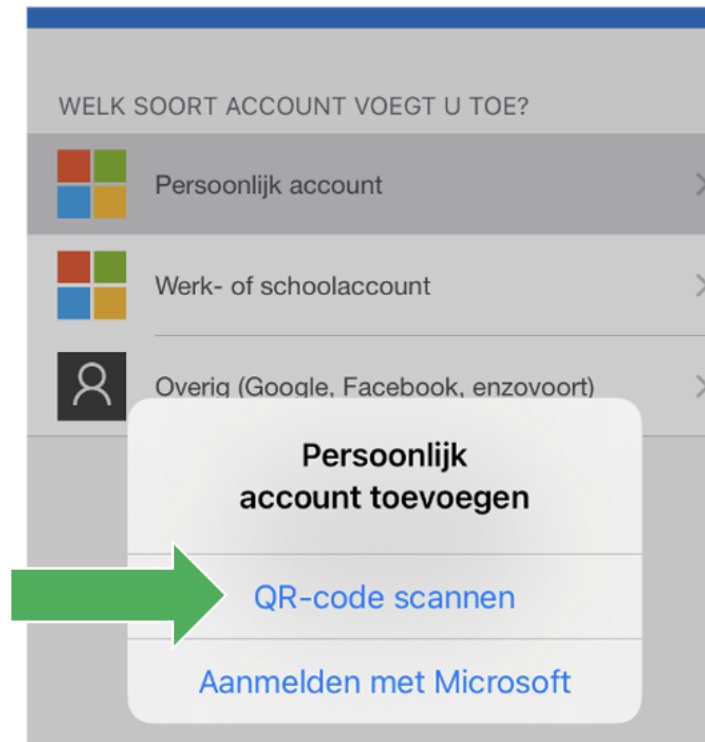 WELK SOORT ACCOUNT VOEGT U TOE?
Persoonlijk account
Werk- of schoolaccount
Overig (Google, Facebook, enzovoort)
Persoonlijk
account toevoegen
QR-code scannen
Aanmelden met Microsoft